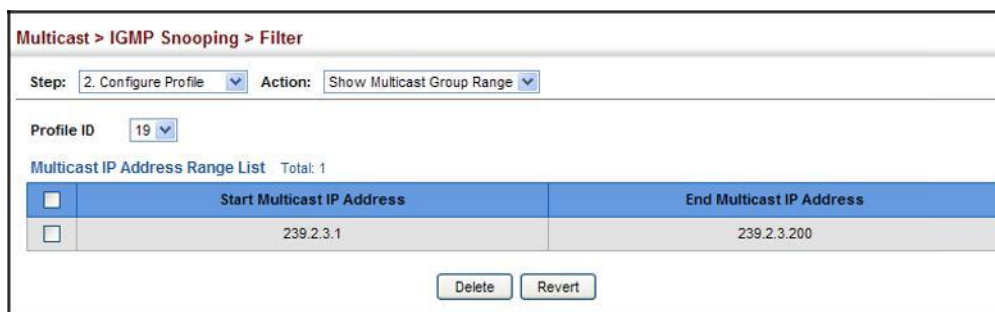 Multicast > IGMP Snooping > Filter
Step: 2. Configure Profile Action: Show Multicast Group Range
Profile ID 19
Multicast IP Address Range List Total: 1
Start Multicast IP Address End Multicast IP Address
239.2.3.1 239.2.3.200
Delete Revert